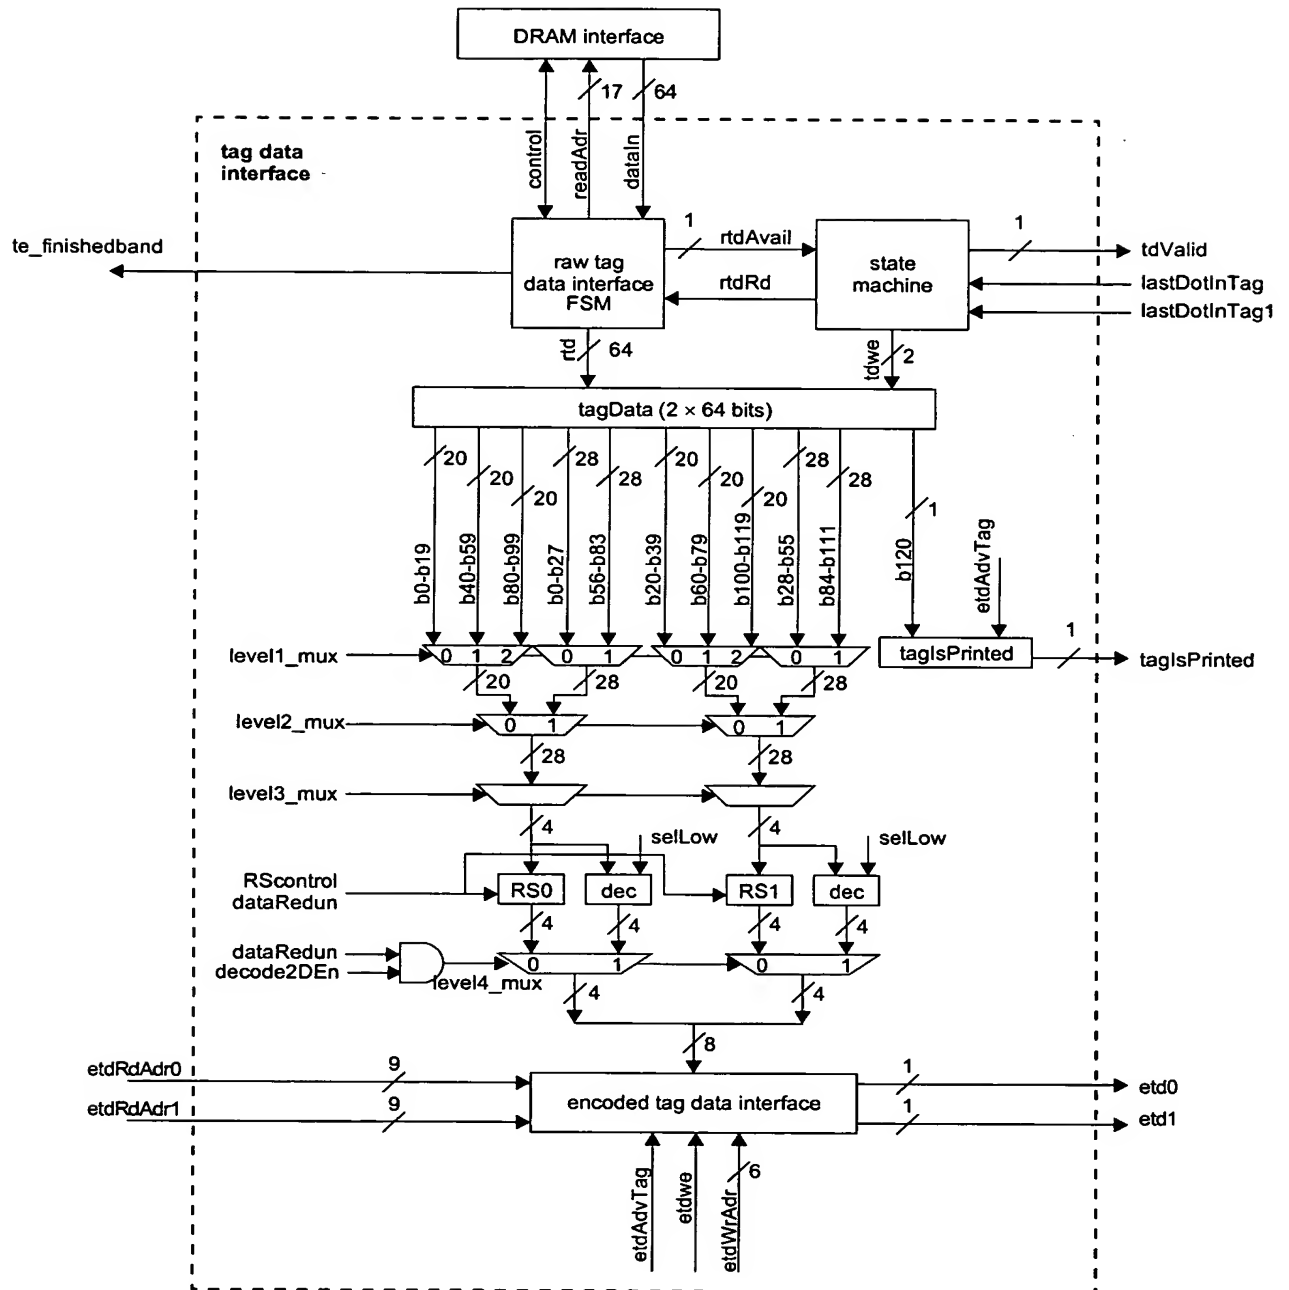 DRAM interface
17
64
control
readAdr
dataIn
tag data
interface
te_finishedband
raw tag
data interface
FSM
1
rtdAvail
rtdRd
state
machine
1
tdValid
lastDotInTag
lastDotInTag1
rtd
64
tdwe
2
tagData (2 × 64 bits)
20
20
20
28
28
20
20
20
28
28
1
b0-b19
b40-b59
b80-b99
b0-b27
b56-b83
b20-b39
b60-b79
b100-b119
b28-b55
b84-b111
b120
etdAdvTag
level1_mux
0 1 2
0 1
0 1 2
0 1
tagIsPrinted
1
tagIsPrinted
20
28
20
28
level2_mux
0 1
0 1
28
28
level3_mux
4
4
selLow
selLow
RScontrol
dataRedun
RS0
dec
RS1
dec
4
4
4
4
dataRedun
decode2DEn
level4_mux
0 1
0 1
4
4
8
etdRdAdr0
9
etdRdAdr1
9
encoded tag data interface
1
etd0
1
etd1
etdAdvTag
etdwe
etdWrAdr
6